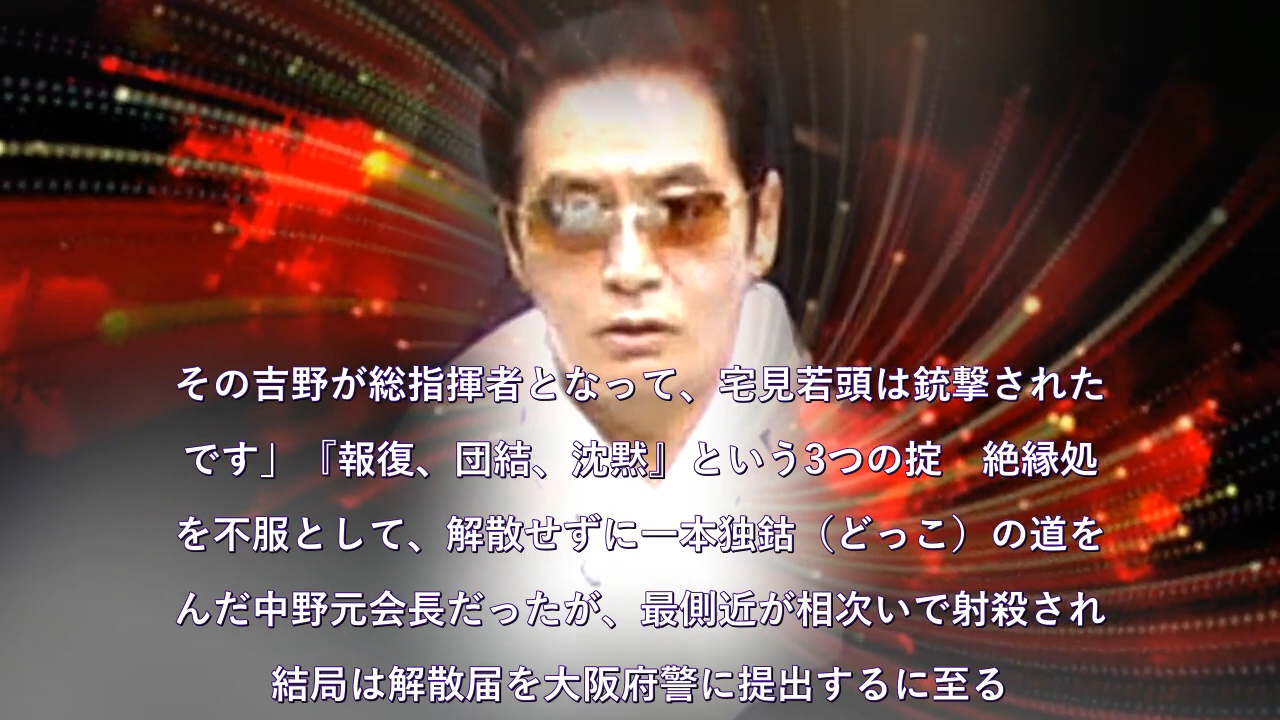 その吉野が総指揮者となって、宅見若頭は銃撃された
です」『報復、団結、沈黙』という3つの掟　絶縁処
を不服として、解散せずに一本独鈷（どっこ）の道を
んだ中野元会長だったが、最側近が相次いで射殺され
結局は解散届を大阪府警に提出するに至る